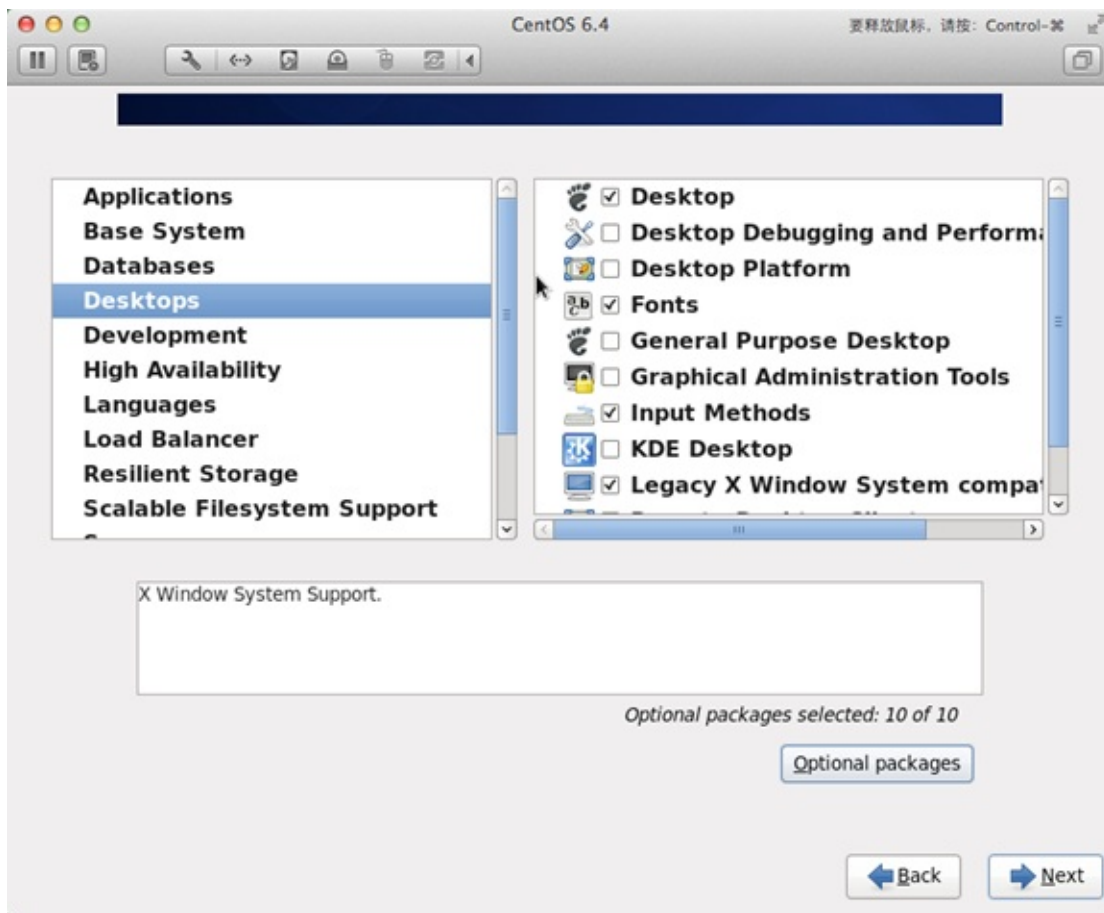 CentOS 6.4
要释放鼠标，请按：Control-⌘
Applications
Base System
Databases
Desktops
Development
High Availability
Languages
Load Balancer
Resilient Storage
Scalable Filesystem Support
Desktop
Desktop Debugging and Performa
Desktop Platform
Fonts
General Purpose Desktop
Graphical Administration Tools
Input Methods
KDE Desktop
Legacy X Window System compat
X Window System Support.
Optional packages selected: 10 of 10
Optional packages
Back
Next